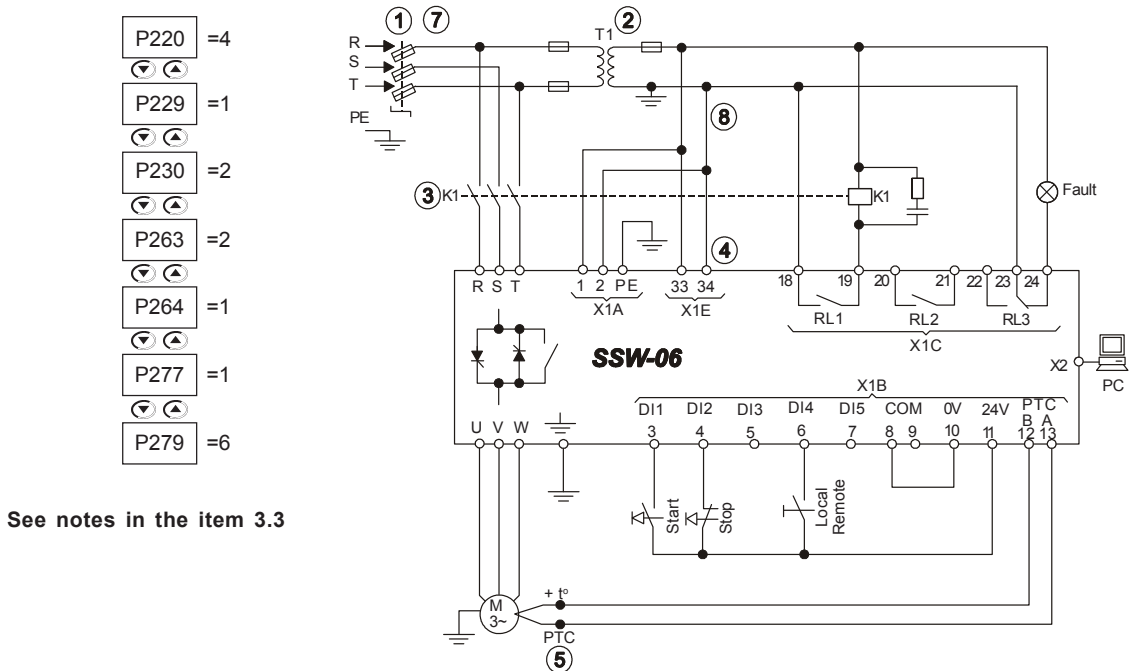 P220 =4
P229 =1
P230 =2
P263 =2
P264 =1
P277 =1
P279 =6
See notes in the item 3.3
1 7 2
R T1
S
T
PE
8
3 K1 K1 Fault
4
R S T 1 2 PE 33 34 18 19 20 21 22 23 24
X1A X1E RL1 RL2 RL3
X1C
SSW-06
X2
PC
X1B
DI1 DI2 DI3 DI4 DI5 COM 0V 24V PTC
B A
U V W 3 4 5 6 7 8 9 10 11 12 13
Start
Stop
Local
Remote
M
3~
+ tº
PTC
5